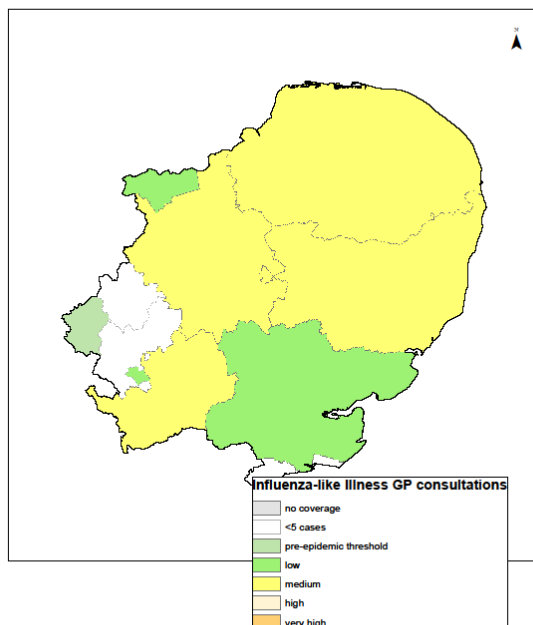 N
Influenza-like Illness GP consultations
no coverage
<5 cases
pre-epidemic threshold
low
medium
high
very high